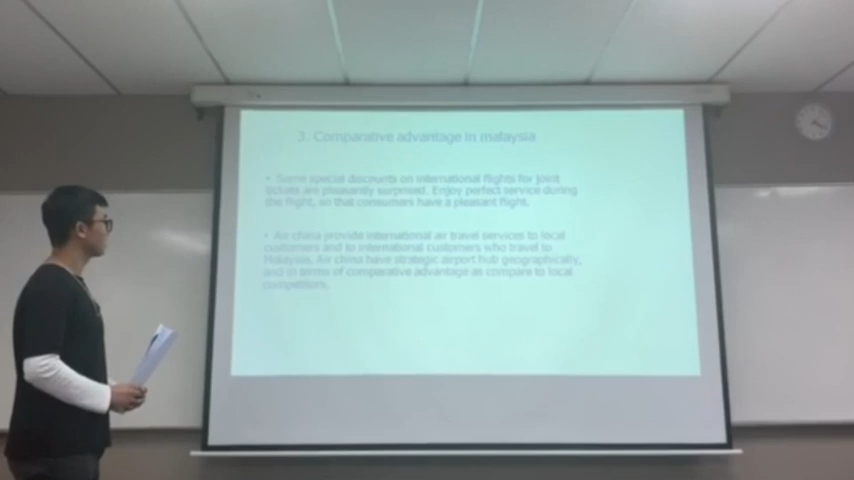 3. Comparative advantage in malaysia
• Some special discounts on international flights for joint
tickets are pleasantly surprised. Enjoy perfect service during
the flight, so that consumers have a pleasant flight.
• Air china provide international air travel services to local
customers and to international customers who travel to
Malaysia. Air china have strategic airport hub geographically,
and in terms of comparative advantage as compare to local
competitors.